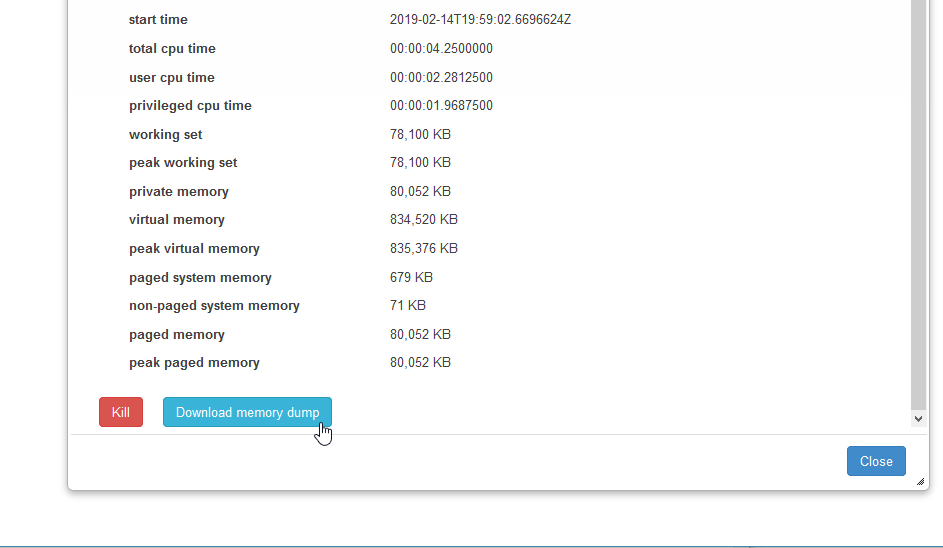 start time 2019-02-14T19:59:02.6696624Z
total cpu time 00:00:04.2500000
user cpu time 00:00:02.2812500
privileged cpu time 00:00:01.9687500
working set 78,100 KB
peak working set 78,100 KB
private memory 80,052 KB
virtual memory 834,520 KB
peak virtual memory 835,376 KB
paged system memory 679 KB
non-paged system memory 71 KB
paged memory 80,052 KB
peak paged memory 80,052 KB
Kill Download memory dump
Close